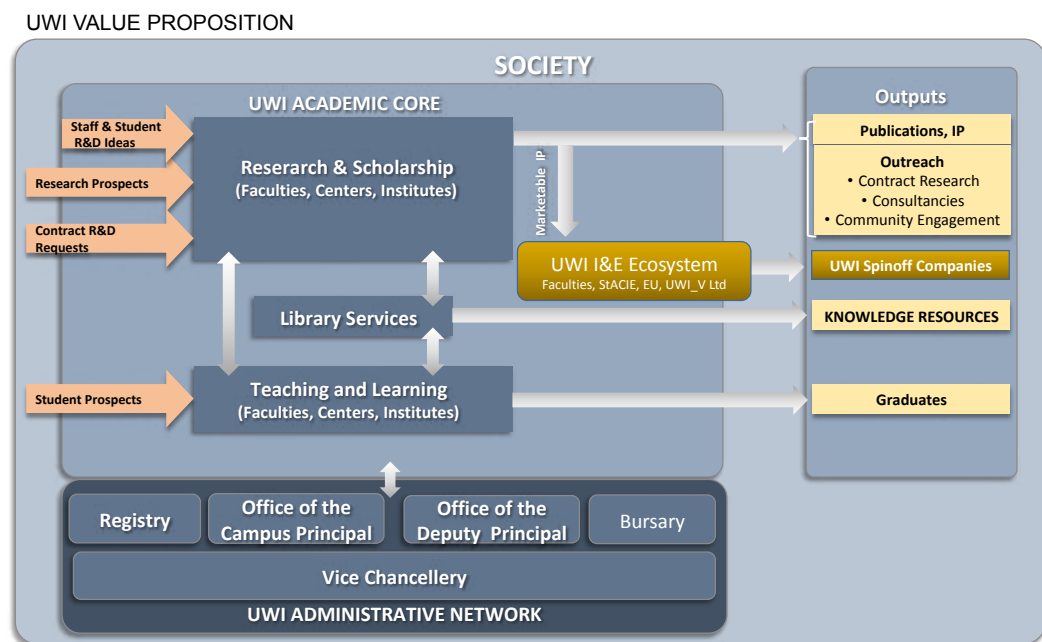 UWI VALUE PROPOSITION
SOCIETY
UWI ACADEMIC CORE
Staff & Student
R&D Ideas
Research Prospects
Contract R&D
Requests
Reserarch & Scholarship
(Faculties, Centers, Institutes)
Marketable IP
UWI I&E Ecosystem
Faculties, StACIE, EU, UWI_V Ltd
Library Services
Student Prospects
Teaching and Learning
(Faculties, Centers, Institutes)
Outputs
Publications, IP
Outreach
• Contract Research
• Consultancies
• Community Engagement
UWI Spinoff Companies
KNOWLEDGE RESOURCES
Graduates
Registry
Office of the
Campus Principal
Office of the
Deputy Principal
Bursary
Vice Chancellery
UWI ADMINISTRATIVE NETWORK